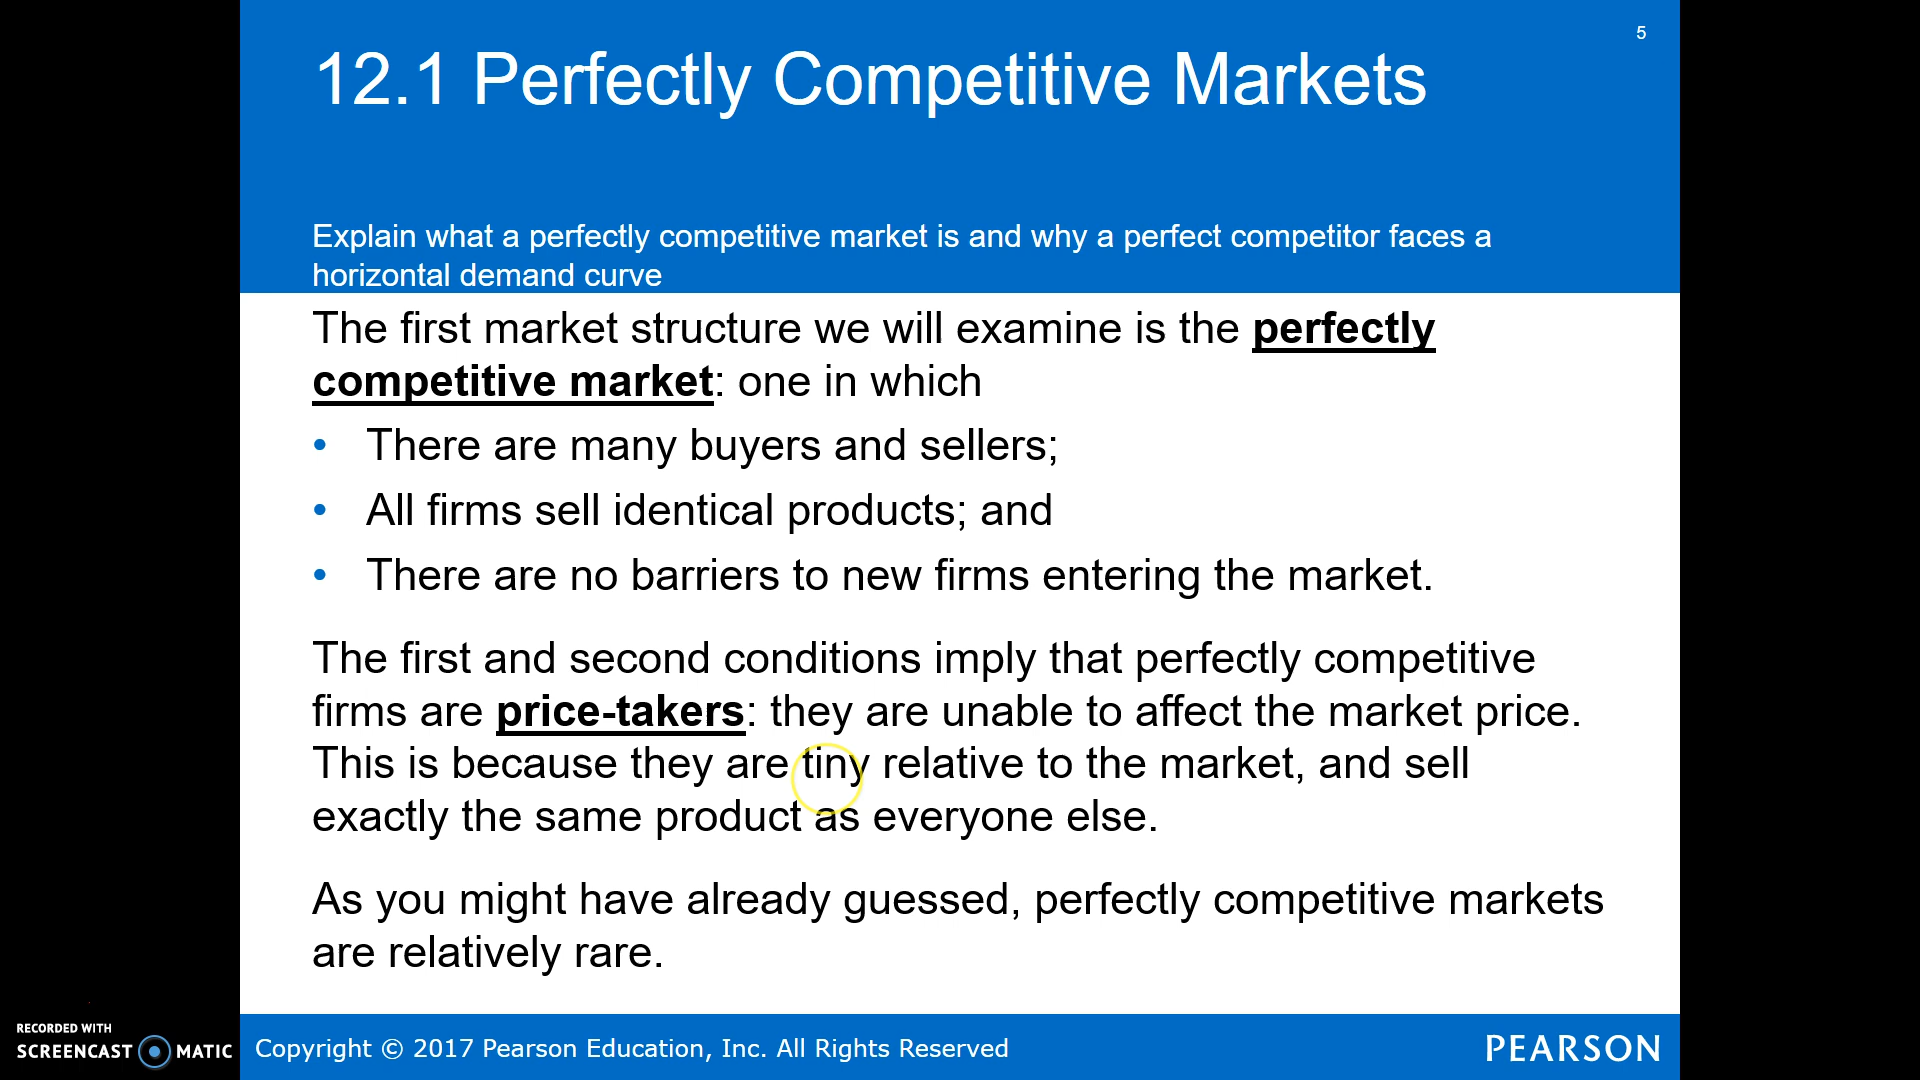 5
12.1 Perfectly Competitive Markets
Explain what a perfectly competitive market is and why a perfect competitor faces a
horizontal demand curve
The first market structure we will examine is the perfectly
competitive market: one in which
• There are many buyers and sellers;
• All firms sell identical products; and
• There are no barriers to new firms entering the market.
The first and second conditions imply that perfectly competitive
firms are price-takers: they are unable to affect the market price.
This is because they are tiny relative to the market, and sell
exactly the same product as everyone else.
As you might have already guessed, perfectly competitive markets
are relatively rare.
RECORDED WITH
SCREENCAST MATIC
Copyright © 2017 Pearson Education, Inc. All Rights Reserved
PEARSON